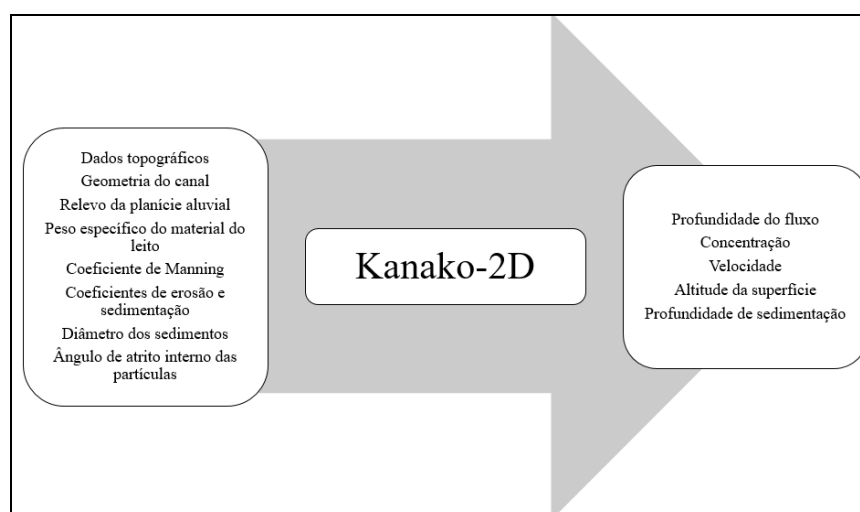 Dados topográficos
Geometria do canal
Relevo da planície aluvial
Peso específico do material do
leito
Coeficiente de Manning
Coeficientes de erosão e
sedimentação
Diâmetro dos sedimentos
Ângulo de atrito interno das
partículas
Kanako-2D
Profundidade do fluxo
Concentração
Velocidade
Altitude da superfície
Profundidade de sedimentação